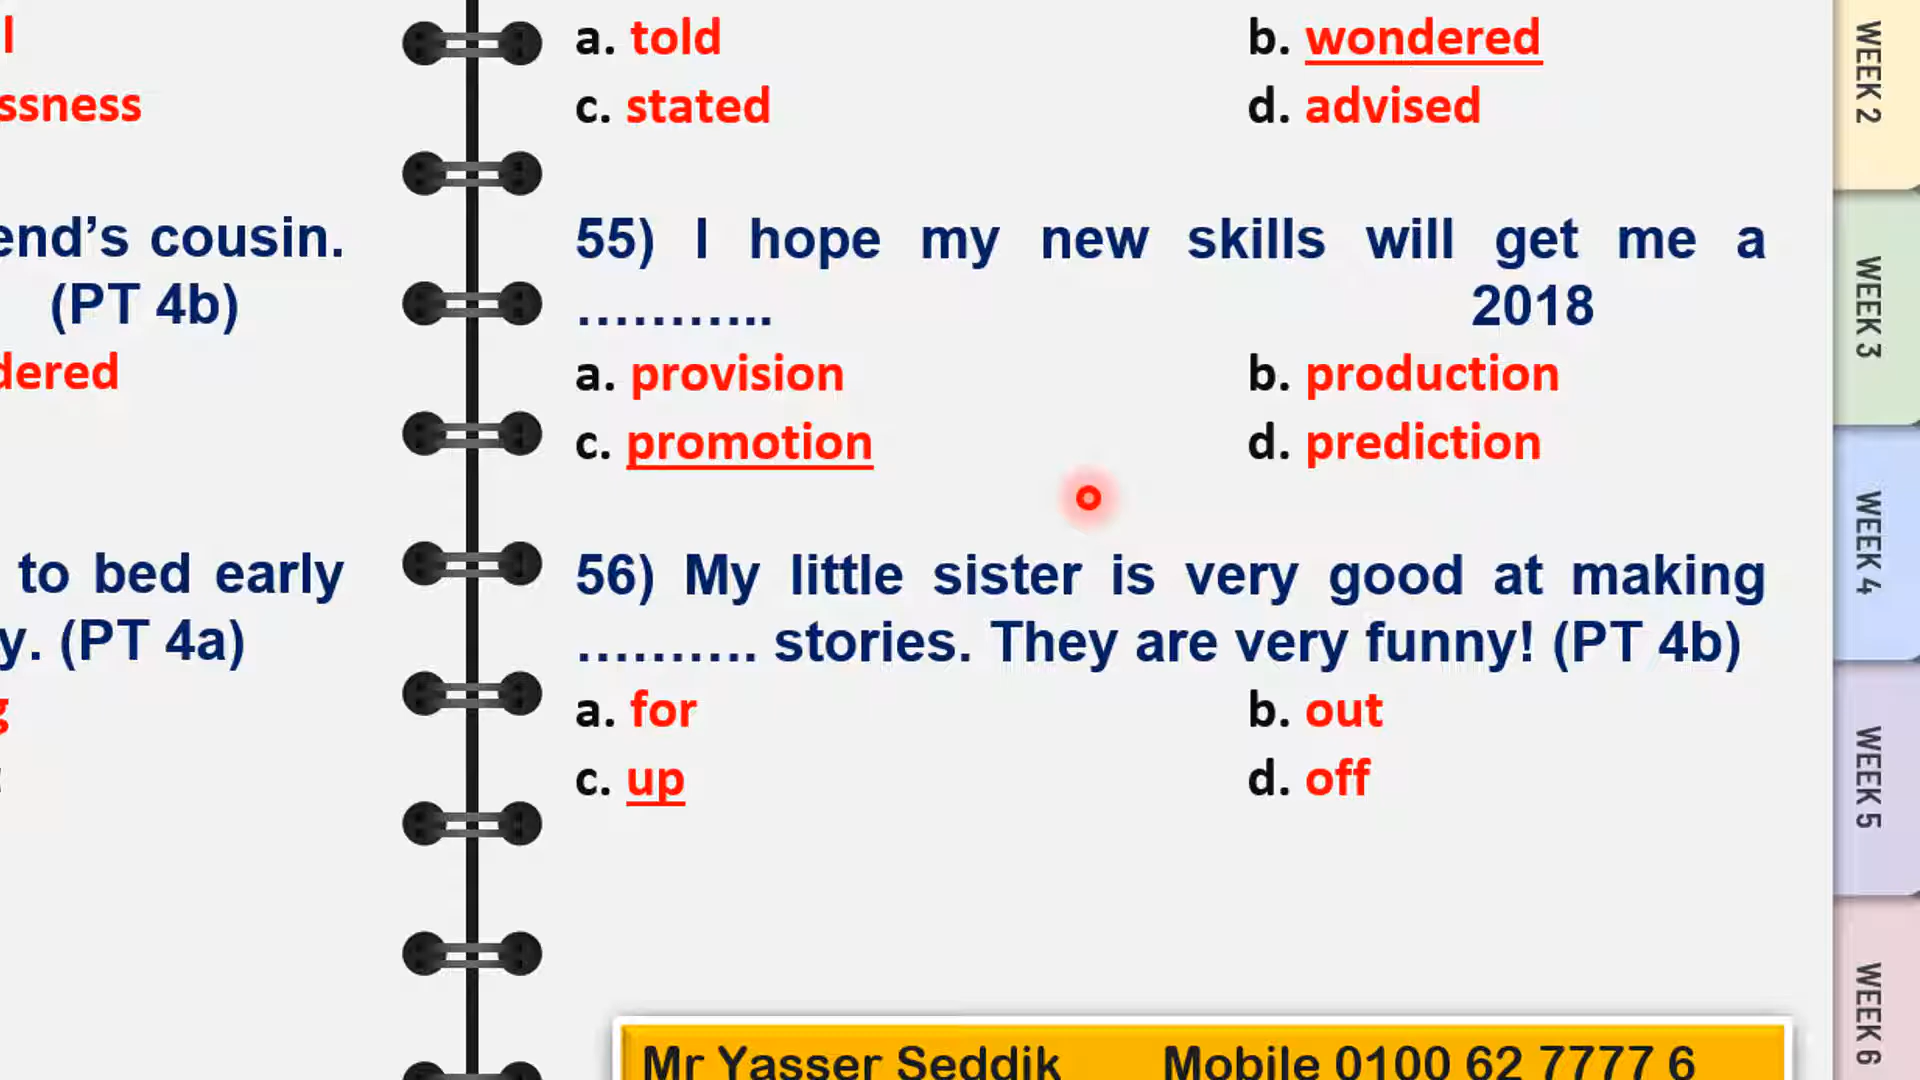 ssness
end's cousin.
(PT 4b)
dered
to bed early
y. (PT 4a)
g
a. told b. wondered
c. stated d. advised
55) I hope my new skills will get me a
……….. 2018
a. provision b. production
c. promotion d. prediction
56) My little sister is very good at making
………. stories. They are very funny! (PT 4b)
a. for b. out
c. up d. off
Mr Yasser Seddik Mobile 0100 62 7777 6
WEEK 2
WEEK 3
WEEK 4
WEEK 5
WEEK 6